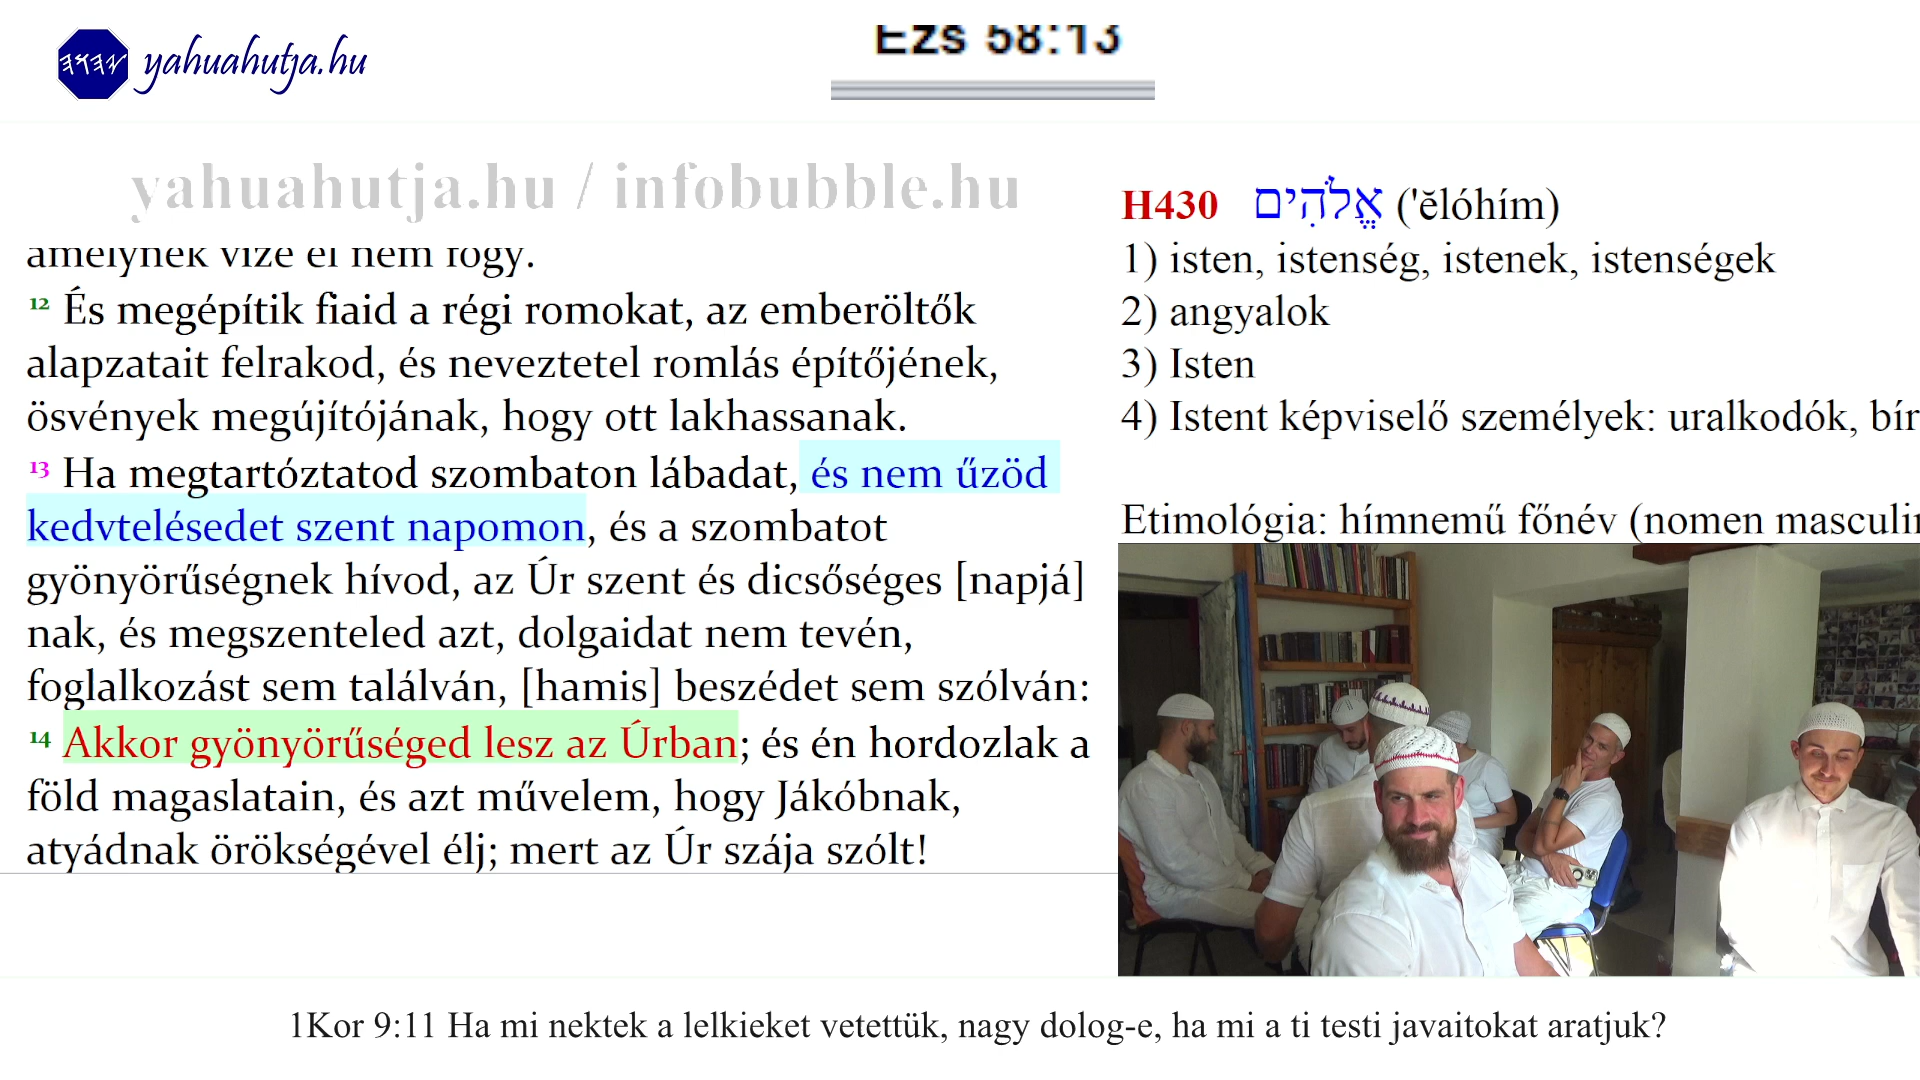 𐤉𐤄𐤅𐤄 yahuahutja.hu
Ezs 58:13
yahuahutja.hu / infobubble.hu
amelynek vize el nem fogy.
12 És megépítik fiaid a régi romokat, az emberöltők
alapzatait felrakod, és neveztetel romlás építőjének,
ösvények megújítójának, hogy ott lakhassanak.
13 Ha megtartóztatod szombaton lábadat, és nem űzöd
kedvtelésedet szent napomon, és a szombatot
gyönyörűségnek hívod, az Úr szent és dicsőséges [napjá]
nak, és megszenteled azt, dolgaidat nem tevén,
foglalkozást sem találván, [hamis] beszédet sem szólván:
14 Akkor gyönyörűséged lesz az Úrban; és én hordozlak a
föld magaslatain, és azt művelem, hogy Jákóbnak,
atyádnak örökségével élj; mert az Úr szája szólt!
H430 אֱלֹהִים ('ĕlóhím)
1) isten, istenség, istenek, istenségek
2) angyalok
3) Isten
4) Istent képviselő személyek: uralkodók, bír
Etimológia: hímnemű főnév (nomen masculin
1Kor 9:11 Ha mi nektek a lelkieket vetettük, nagy dolog-e, ha mi a ti testi javaitokat aratjuk?